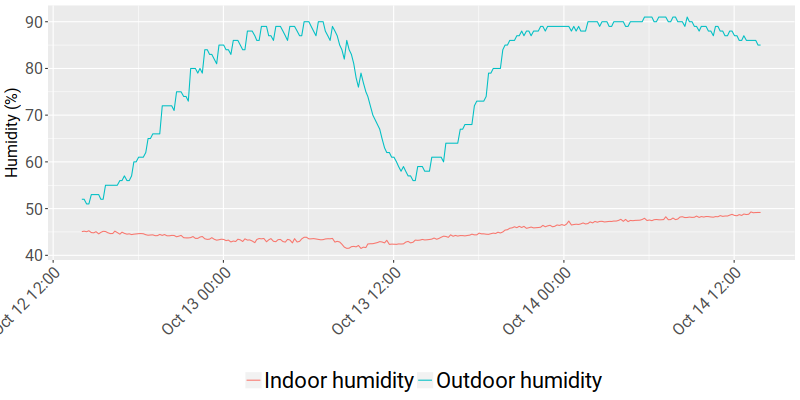 Humidity (%)
90
80
70
60
50
40
Oct 12 12:00
Oct 13 00:00
Oct 13 12:00
Oct 14 00:00
Oct 14 12:00
Indoor humidity Outdoor humidity